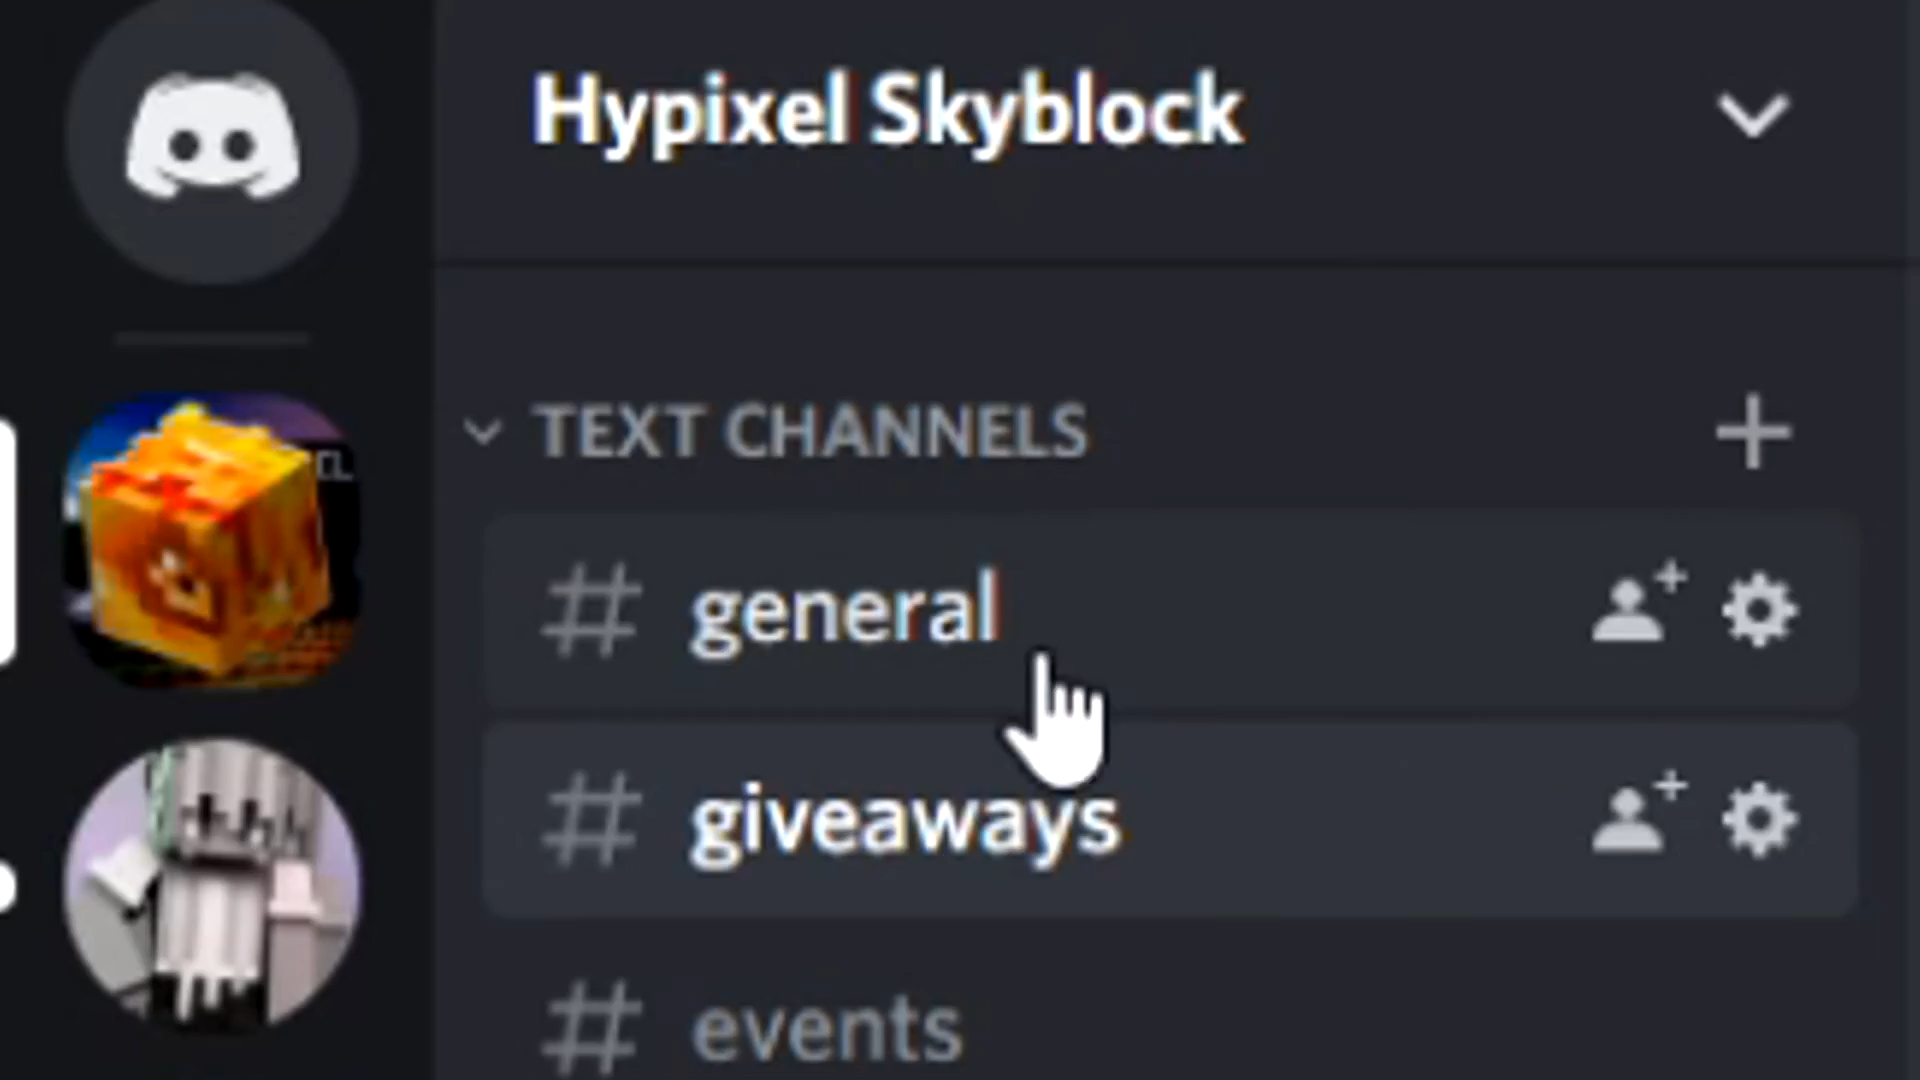 Hypixel Skyblock
TEXT CHANNELS
general
giveaways
events